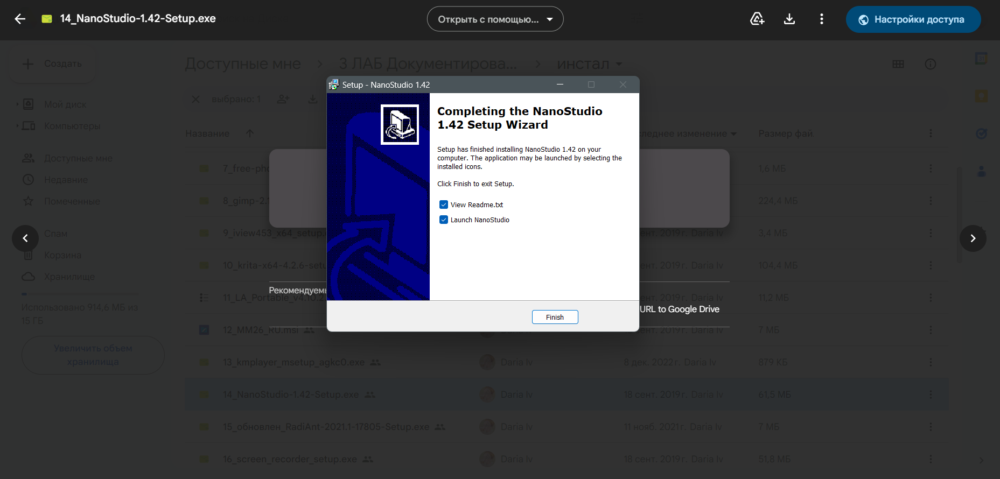 14_NanoStudio-1.42-Setup.exe
Открыть с помощью...
Настройки доступа
Создать
Доступные мне
3 ЛАБ Документирова...
инстал
Мой диск
Компьютеры
Доступные мне
Недавние
Помеченные
Спам
Корзина
Хранилище
Использовано 914,6 МБ из
15 ГБ
Увеличить объем
хранилища
выбрано: 1
Название
следнее изменение
Размер фай
7_free-pho
1,6 МБ
8_gimp-2.1
224,4 МБ
9_iview453_x64_setup.
сент. 2019 г. Daria Iv
3,4 МБ
10_krita-x64-4.2.6-setu
сент. 2019 г. Daria Iv
104,4 МБ
Рекомендуемы
11_LA_Portable_v4.10.2
сент. 2019 г. Daria Iv
11,2 МБ
URL to Google Drive
12_MM26_RU.msi
сент. 2019 г. Daria Iv
7 МБ
13_kmplayer_msetup_agkc0.exe
Daria Iv
8 дек. 2022 г. Daria Iv
879 КБ
14_NanoStudio-1.42-Setup.exe
Daria Iv
18 сент. 2019 г. Daria Iv
61,5 МБ
15_обновлен_RadiAnt-2021.1-17805-Setup.exe
Daria Iv
11 нояб. 2021 г. Daria Iv
7 МБ
16_screen_recorder_setup.exe
Daria Iv
18 сент. 2019 г. Daria Iv
51,8 МБ
Setup - NanoStudio 1.42
Completing the NanoStudio
1.42 Setup Wizard
Setup has finished installing NanoStudio 1.42 on your
computer. The application may be launched by selecting the
installed icons.
Click Finish to exit Setup.
View Readme.txt
Launch NanoStudio
Finish